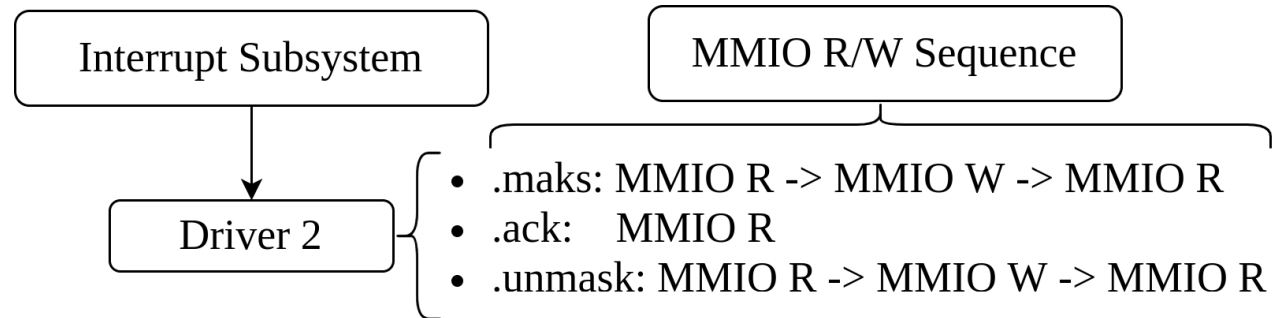 Interrupt Subsystem
MMIO R/W Sequence
Driver 2
• .maks: MMIO R -> MMIO W -> MMIO R
• .ack: MMIO R
• .unmask: MMIO R -> MMIO W -> MMIO R